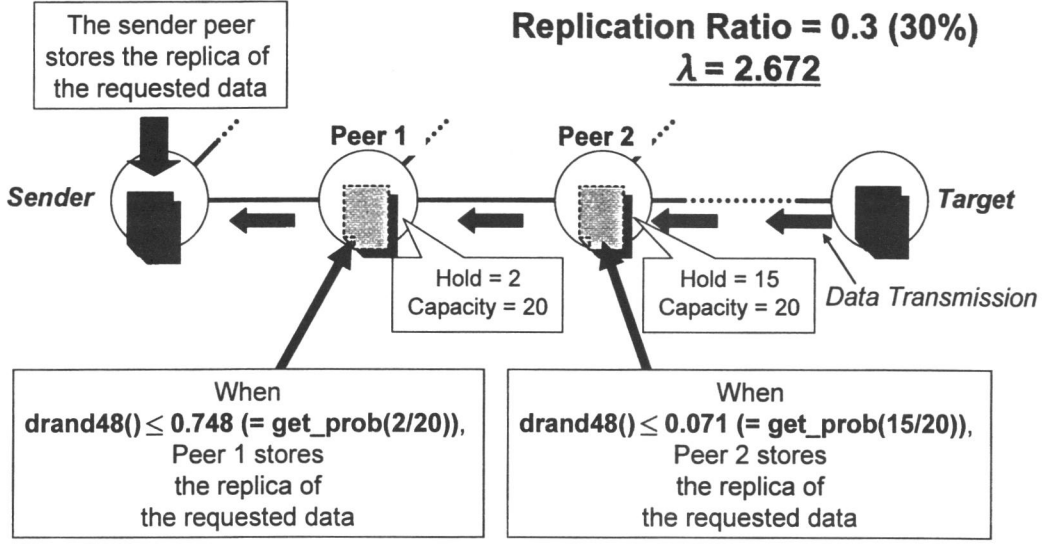 The sender peer
stores the replica of
the requested data
Replication Ratio = 0.3 (30%)
λ = 2.672
Peer 1
Peer 2
Sender
Target
Hold = 2
Capacity = 20
Hold = 15
Capacity = 20
Data Transmission
When
drand48() ≤ 0.748 (= get_prob(2/20)),
Peer 1 stores
the replica of
the requested data
When
drand48() ≤ 0.071 (= get_prob(15/20)),
Peer 2 stores
the replica of
the requested data